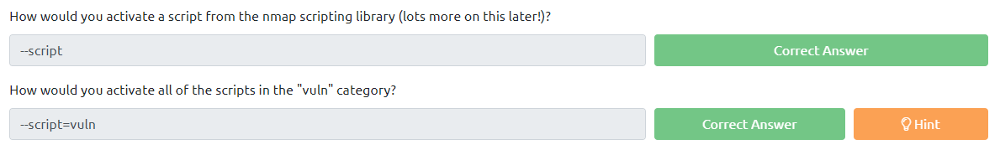 How would you activate a script from the nmap scripting library (lots more on this later!)?
--script
Correct Answer
How would you activate all of the scripts in the "vuln" category?
--script=vuln
Correct Answer
Hint